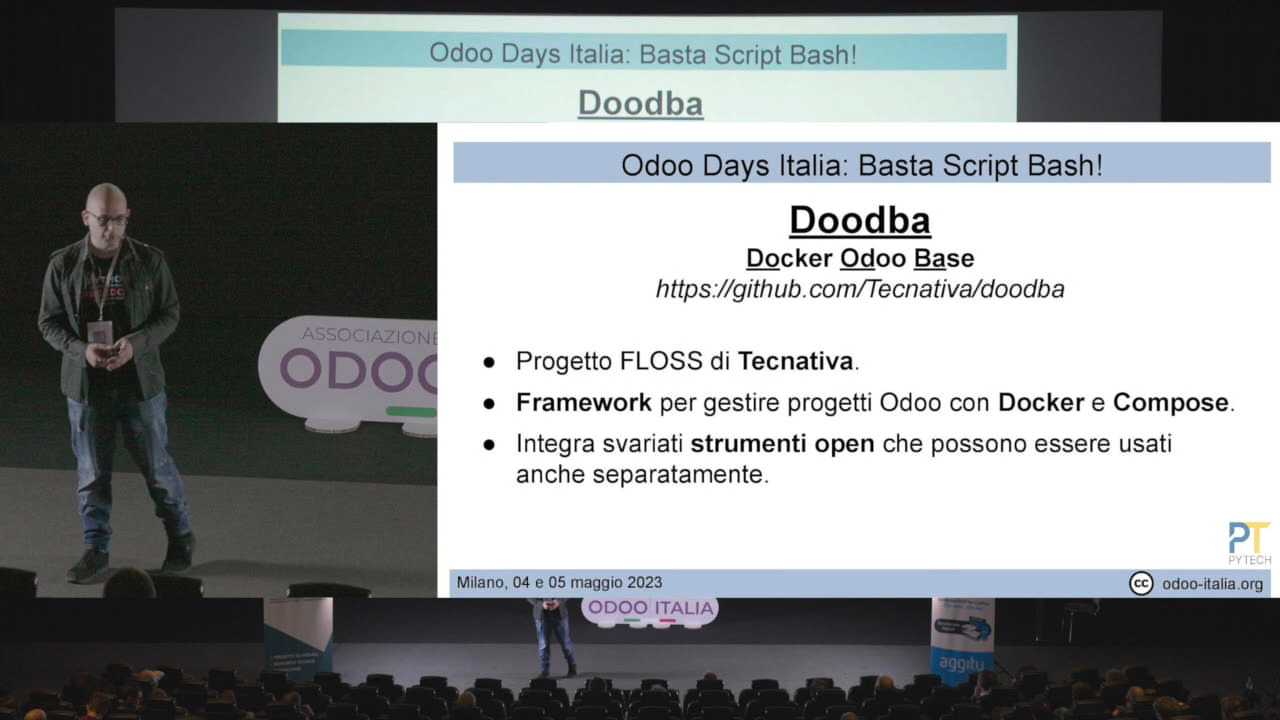 Odoo Days Italia: Basta Script Bash!
Doodba
Odoo Days Italia: Basta Script Bash!
Doodba
Docker Odoo Base
https://github.com/Tecnativa/doodba
● Progetto FLOSS di Tecnativa.
● Framework per gestire progetti Odoo con Docker e Compose.
● Integra svariati strumenti open che possono essere usati
anche separatamente.
ASSOCIAZIONE
ODOO
PT
PYTECH
Milano, 04 e 05 maggio 2023
cc odoo-italia.org
ODOO ITALIA
aggitu